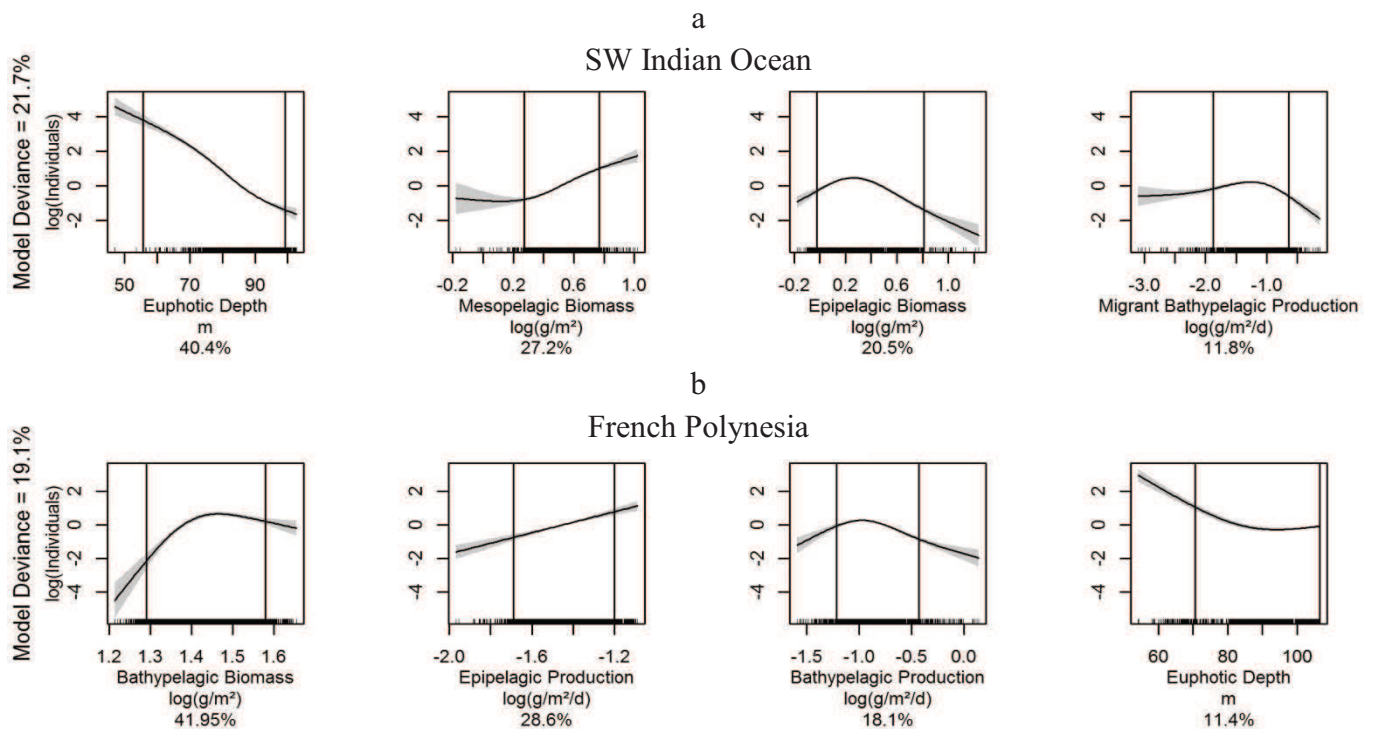 a
SW Indian Ocean
Model Deviance = 21.7%
log(Individuals)
4
2
0
-2
50 70 90
Euphotic Depth
m
40.4%
4
2
0
-2
-0.2 0.2 0.6 1.0
Mesopelagic Biomass
log(g/m²)
27.2%
4
2
0
-2
-0.2 0.2 0.6 1.0
Epipelagic Biomass
log(g/m²)
20.5%
4
2
0
-2
-3.0 -2.0 -1.0
Migrant Bathypelagic Production
log(g/m²/d)
11.8%
b
French Polynesia
Model Deviance = 19.1%
log(Individuals)
2
0
-2
-4
1.2 1.3 1.4 1.5 1.6
Bathypelagic Biomass
log(g/m²)
41.95%
2
0
-2
-4
-2.0 -1.6 -1.2
Epipelagic Production
log(g/m²/d)
28.6%
2
0
-2
-4
-1.5 -1.0 -0.5 0.0
Bathypelagic Production
log(g/m²/d)
18.1%
2
0
-2
-4
60 80 100
Euphotic Depth
m
11.4%